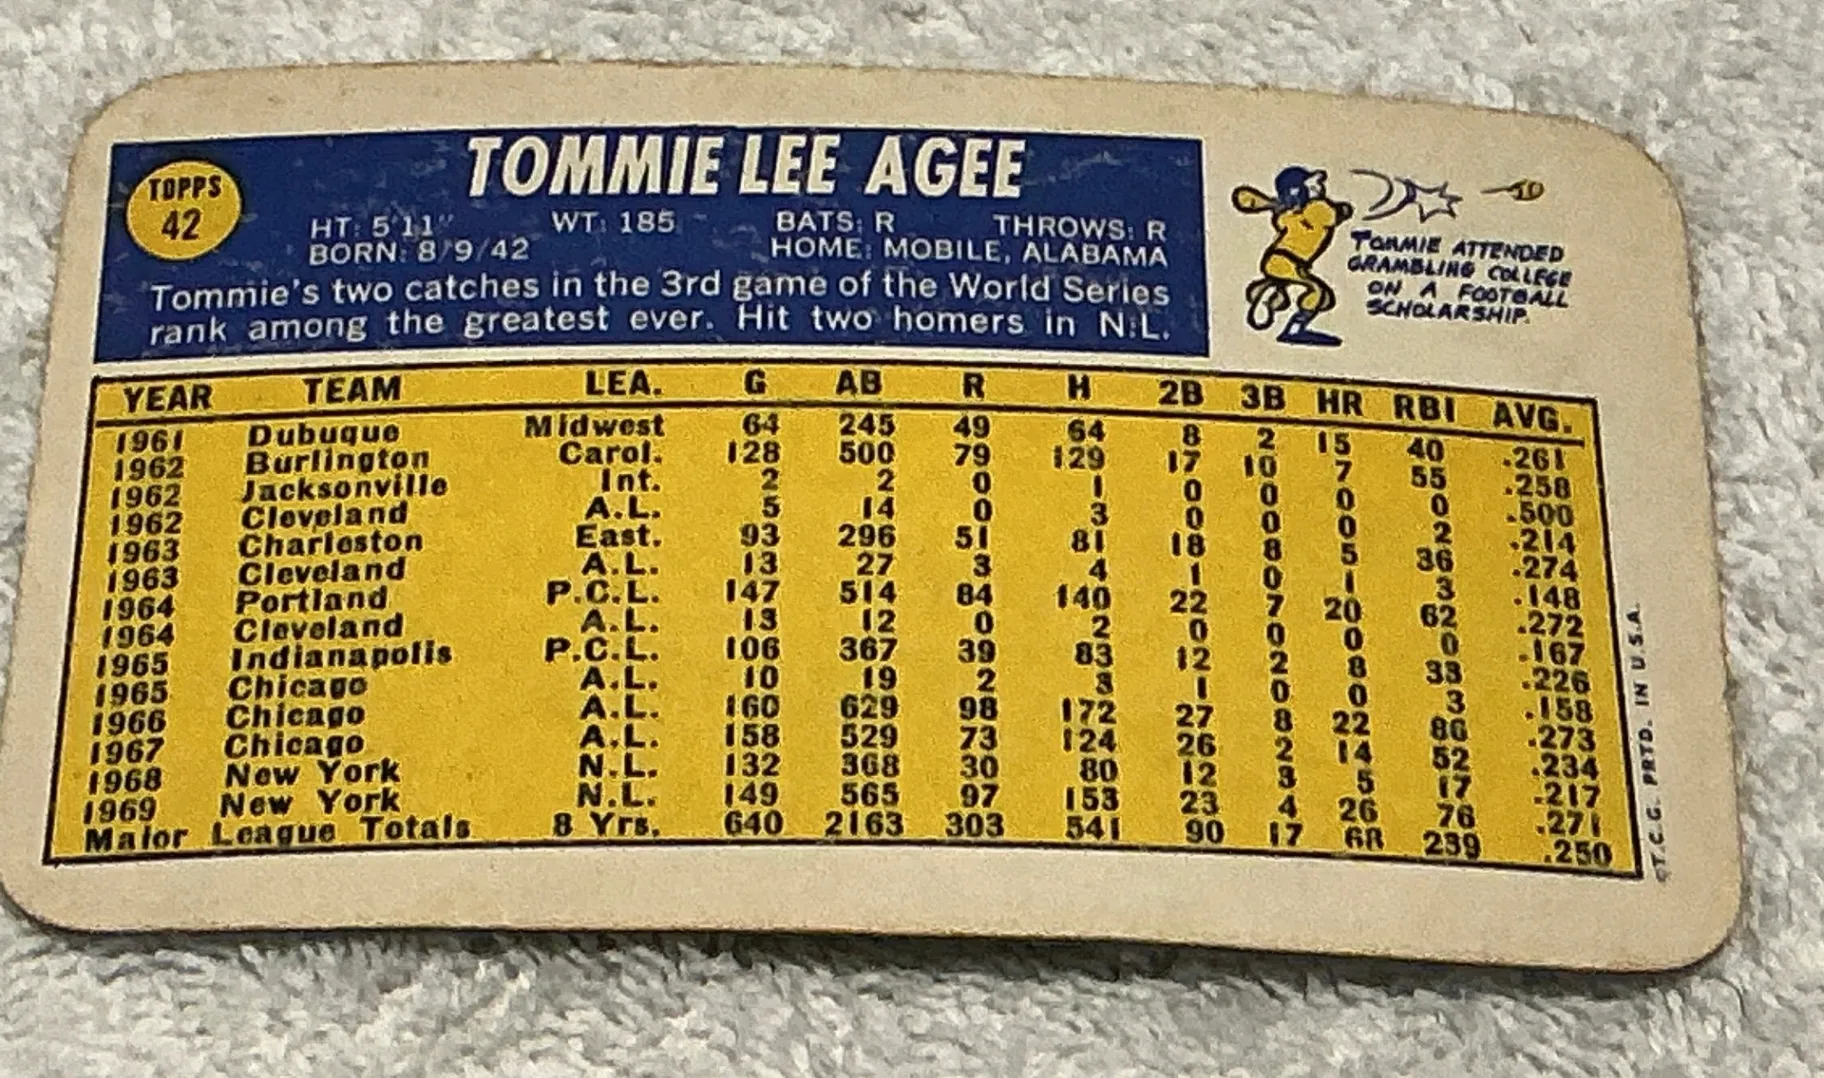 TOPPS
42
TOMMIE LEE AGEE
HT: 5'11" WT: 185 BATS: R THROWS: R
BORN: 8/9/42 HOME: MOBILE, ALABAMA
Tommie's two catches in the 3rd game of the World Series
rank among the greatest ever. Hit two homers in N.L.
TOMMIE ATTENDED
GRAMBLING COLLEGE
ON A FOOTBALL
SCHOLARSHIP.
YEAR TEAM LEA. G AB R H 2B 3B HR RBI AVG.
1961 Dubuque Midwest 64 245 49 64 8 2 15 40 .261
1962 Burlington Carol. 128 500 79 129 17 10 7 55 .258
1962 Jacksonville Int. 2 2 0 1 0 0 0 0 .500
1962 Cleveland A.L. 5 14 0 3 0 0 0 2 .214
1963 Charleston East. 93 296 51 81 18 8 5 36 .274
1963 Cleveland A.L. 13 27 3 4 1 0 1 3 .148
1964 Portland P.C.L. 147 514 84 140 22 7 20 62 .272
1964 Cleveland A.L. 13 12 0 2 0 0 0 0 .167
1965 Indianapolis P.C.L. 106 367 39 83 12 2 8 33 .226
1965 Chicago A.L. 10 19 2 3 1 0 0 3 .158
1966 Chicago A.L. 160 629 98 172 27 8 22 86 .273
1967 Chicago A.L. 158 529 73 124 26 2 14 52 .234
1968 New York N.L. 132 368 30 80 12 3 5 17 .217
1969 New York N.L. 149 565 97 153 23 4 26 76 .271
Major League Totals 8 Yrs. 640 2163 303 541 90 17 68 239 .250
©T.C.G. PRTD. IN U.S.A.